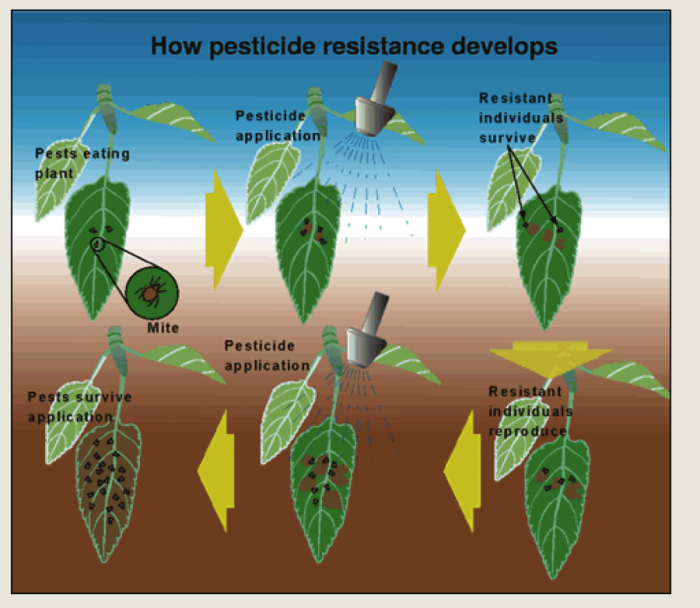 How pesticide resistance develops
Pests eating
plant
Mite
Pesticide
application
Resistant
individuals
survive
Resistant
individuals
reproduce
Pesticide
application
Pests survive
application